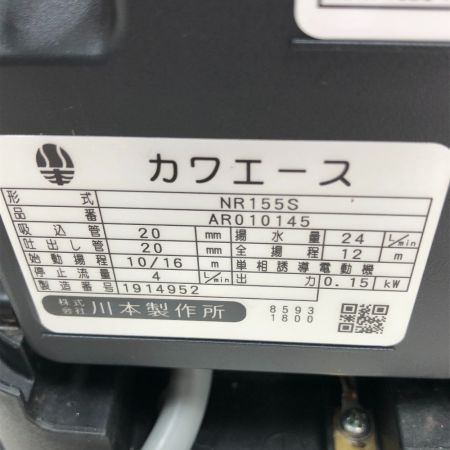 カワエース
形式 NR155S
品番 AR010145
吸込管 20 mm 揚水量 24 L/min
吐出し管 20 mm 全揚程 12 m
始動揚程 10/16 m 単相誘導電動機
停止流量 4 L/min 出力 0.15 kW
製造番号 1914952
株式会社 川本製作所 8593
1800